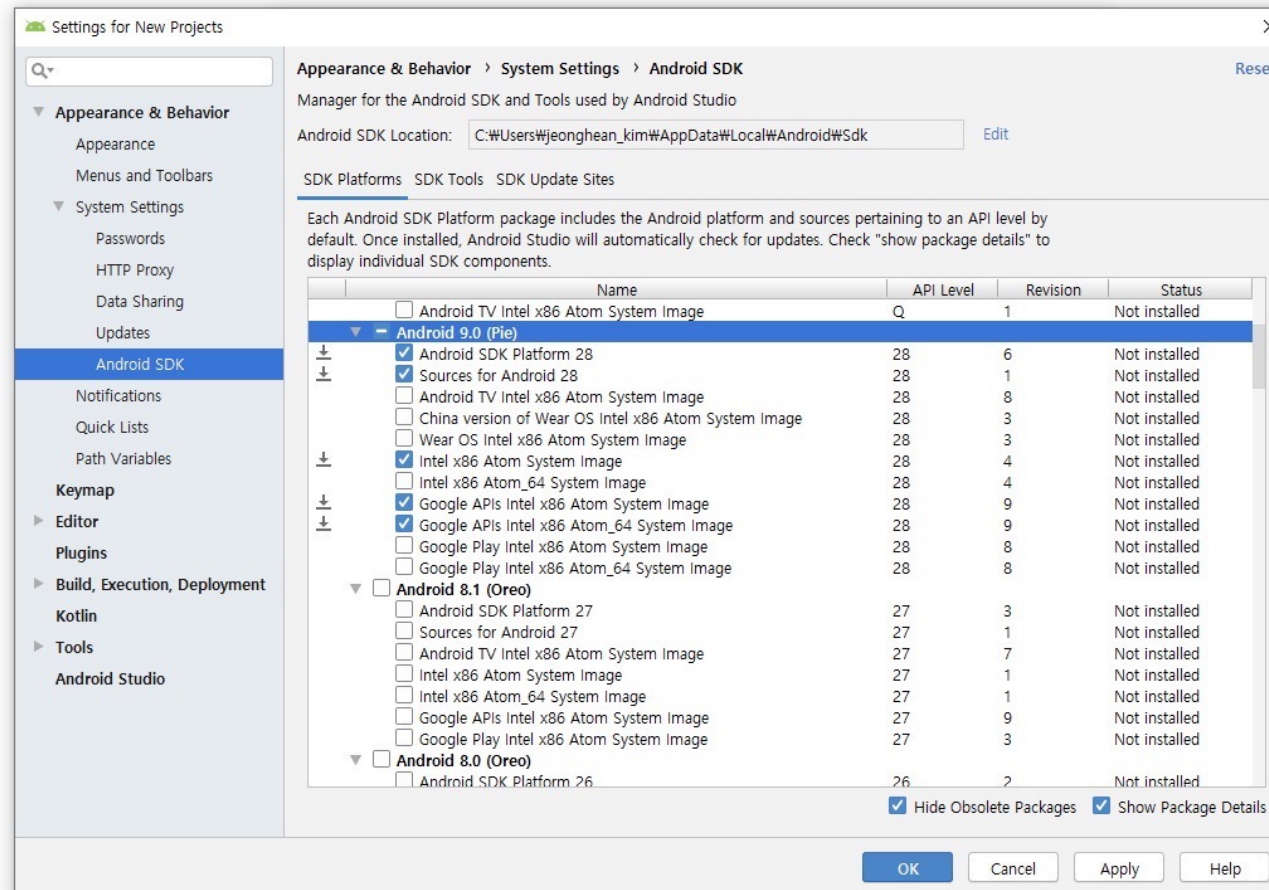 Settings for New Projects
Appearance & Behavior
Appearance
Menus and Toolbars
System Settings
Passwords
HTTP Proxy
Data Sharing
Updates
Android SDK
Notifications
Quick Lists
Path Variables
Keymap
Editor
Plugins
Build, Execution, Deployment
Kotlin
Tools
Android Studio
Appearance & Behavior › System Settings › Android SDK Rese
Manager for the Android SDK and Tools used by Android Studio
Android SDK Location: C:₩Users₩jeonghean_kim₩AppData₩Local₩Android₩Sdk Edit
SDK Platforms SDK Tools SDK Update Sites
Each Android SDK Platform package includes the Android platform and sources pertaining to an API level by
default. Once installed, Android Studio will automatically check for updates. Check "show package details" to
display individual SDK components.
Name API Level Revision Status
Android TV Intel x86 Atom System Image Q 1 Not installed
Android 9.0 (Pie)
Android SDK Platform 28 28 6 Not installed
Sources for Android 28 28 1 Not installed
Android TV Intel x86 Atom System Image 28 8 Not installed
China version of Wear OS Intel x86 Atom System Image 28 3 Not installed
Wear OS Intel x86 Atom System Image 28 3 Not installed
Intel x86 Atom System Image 28 4 Not installed
Intel x86 Atom_64 System Image 28 4 Not installed
Google APIs Intel x86 Atom System Image 28 9 Not installed
Google APIs Intel x86 Atom_64 System Image 28 9 Not installed
Google Play Intel x86 Atom System Image 28 8 Not installed
Google Play Intel x86 Atom_64 System Image 28 8 Not installed
Android 8.1 (Oreo)
Android SDK Platform 27 27 3 Not installed
Sources for Android 27 27 1 Not installed
Android TV Intel x86 Atom System Image 27 7 Not installed
Intel x86 Atom System Image 27 1 Not installed
Intel x86 Atom_64 System Image 27 1 Not installed
Google APIs Intel x86 Atom System Image 27 9 Not installed
Google Play Intel x86 Atom System Image 27 3 Not installed
Android 8.0 (Oreo)
Android SDK Platform 26 26 2 Not installed
Hide Obsolete Packages Show Package Details
OK Cancel Apply Help